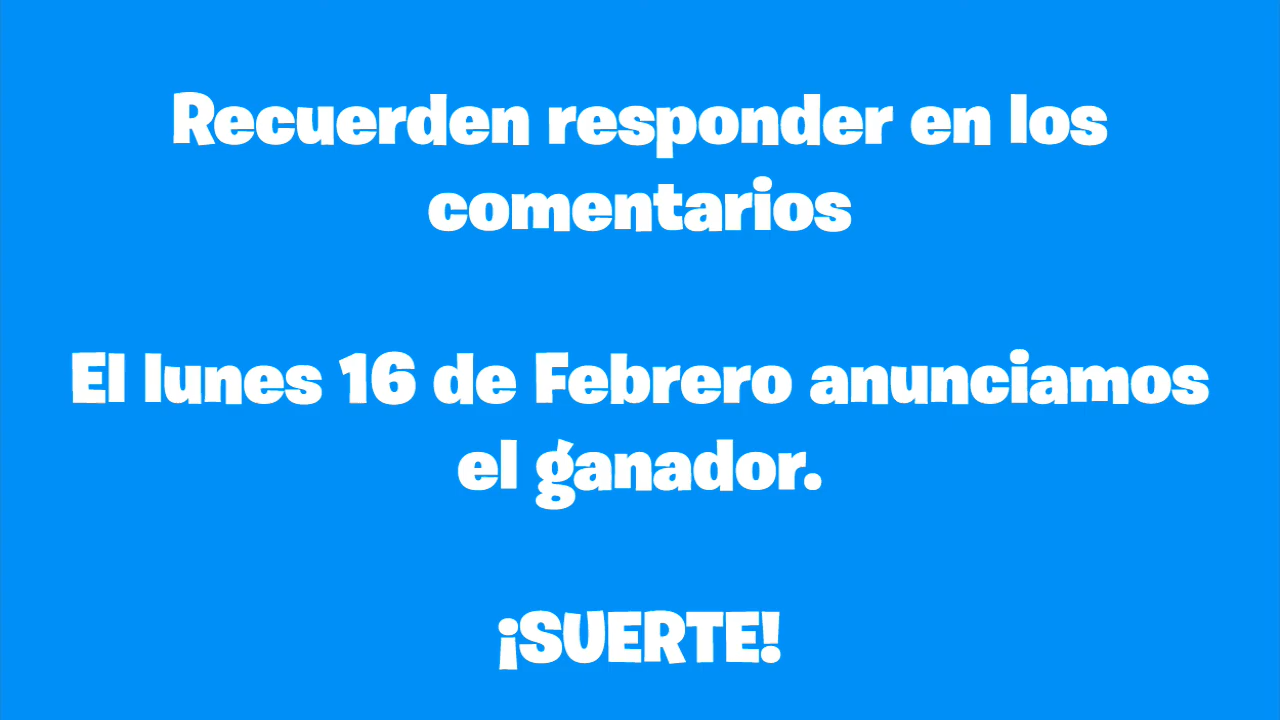 Recuerden responder en los
comentarios
El lunes 16 de Febrero anunciamos
el ganador.
¡SUERTE!